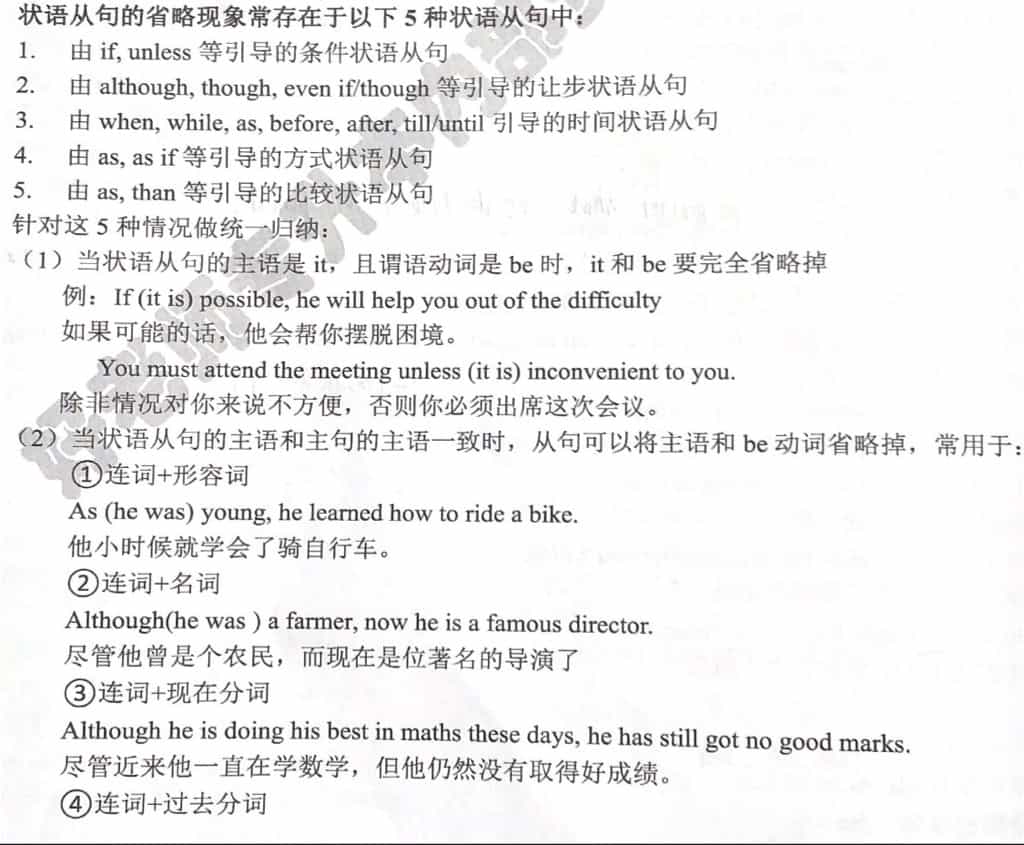 状语从句的省略现象常存在于以下 5 种状语从句中：
1. 由 if, unless 等引导的条件状语从句
2. 由 although, though, even if/though 等引导的让步状语从句
3. 由 when, while, as, before, after, till/until 引导的时间状语从句
4. 由 as, as if 等引导的方式状语从句
5. 由 as, than 等引导的比较状语从句
针对这 5 种情况做统一归纳：
（1）当状语从句的主语是 it，且谓语动词是 be 时，it 和 be 要完全省略掉
例：If (it is) possible, he will help you out of the difficulty
如果可能的话，他会帮你摆脱困境。
You must attend the meeting unless (it is) inconvenient to you.
除非情况对你来说不方便，否则你必须出席这次会议。
（2）当状语从句的主语和主句的主语一致时，从句可以将主语和 be 动词省略掉，常用于：
①连词+形容词
As (he was) young, he learned how to ride a bike.
他小时候就学会了骑自行车。
②连词+名词
Although(he was ) a farmer, now he is a famous director.
尽管他曾是个农民，而现在是位著名的导演了
③连词+现在分词
Although he is doing his best in maths these days, he has still got no good marks.
尽管近来他一直在学数学，但他仍然没有取得好成绩。
④连词+过去分词
好老师专升本内部